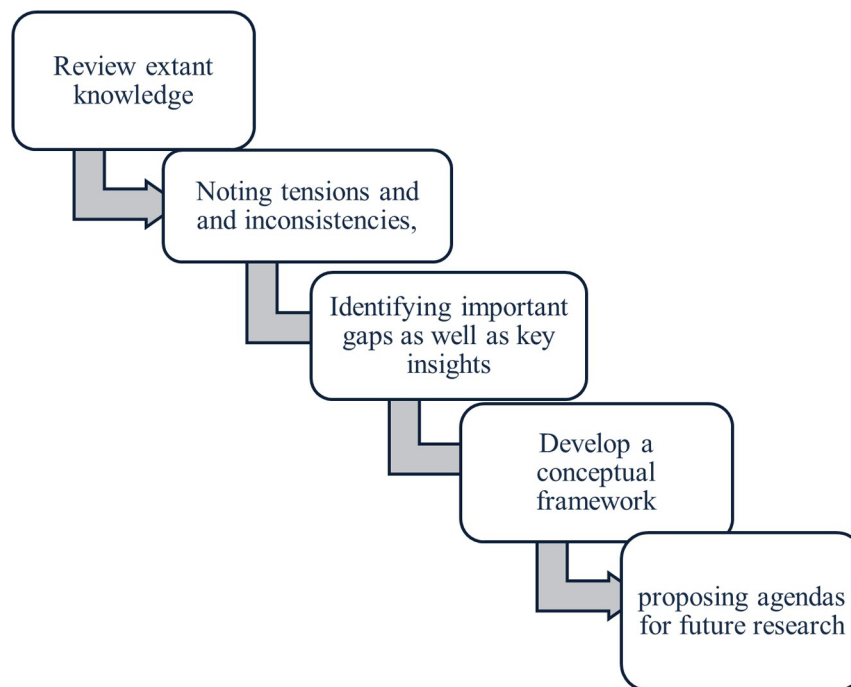 Review extant
knowledge
Noting tensions and
and inconsistencies,
Identifying important
gaps as well as key
insights
Develop a
conceptual
framework
proposing agendas
for future research